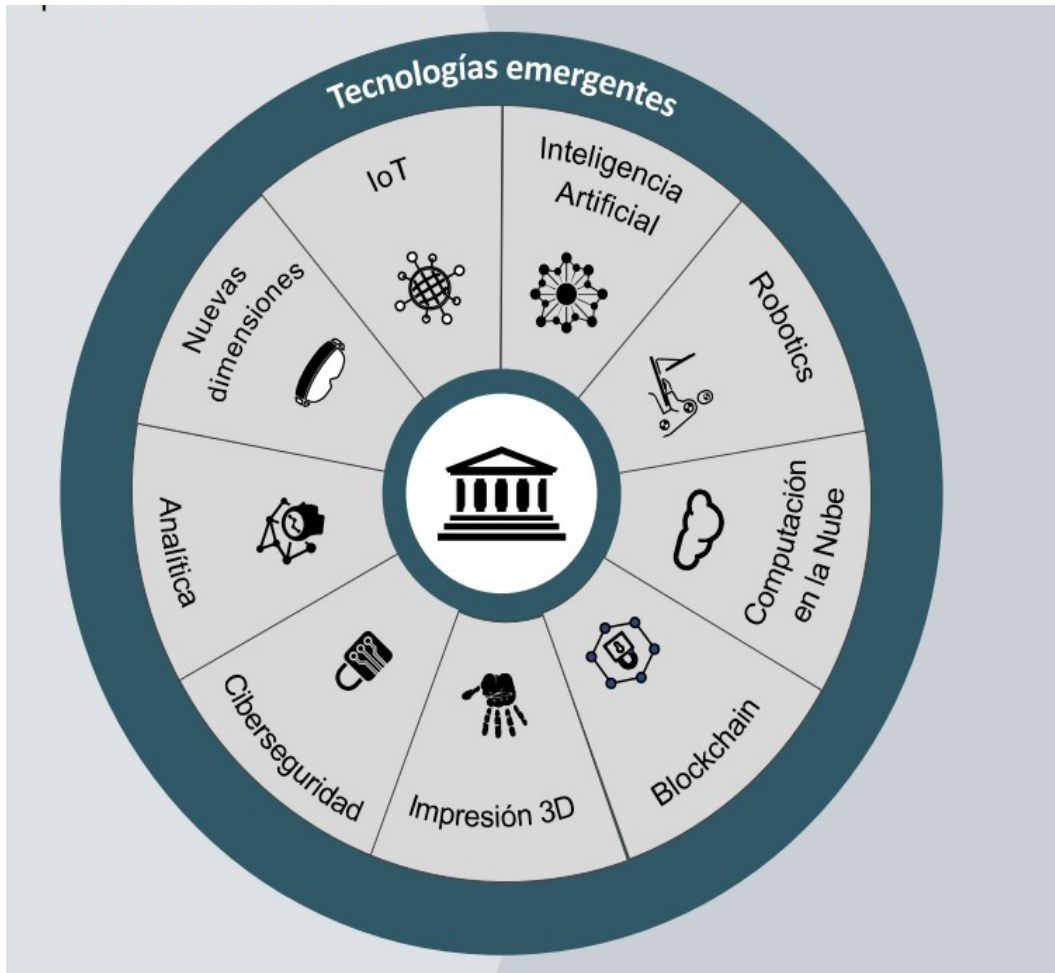 Tecnologías emergentes
IoT
Inteligencia
Artificial
Robotics
Computación
en la Nube
Blockchain
Impresión 3D
Ciberseguridad
Analítica
Nuevas
dimensiones